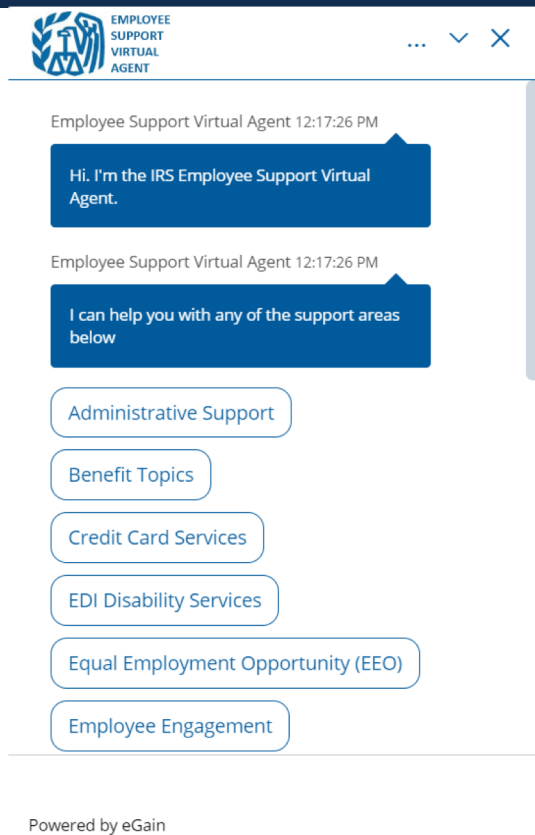 EMPLOYEE
SUPPORT
VIRTUAL
AGENT
...
Employee Support Virtual Agent 12:17:26 PM
Hi. I'm the IRS Employee Support Virtual
Agent.
Employee Support Virtual Agent 12:17:26 PM
I can help you with any of the support areas
below
Administrative Support
Benefit Topics
Credit Card Services
EDI Disability Services
Equal Employment Opportunity (EEO)
Employee Engagement
Powered by eGain